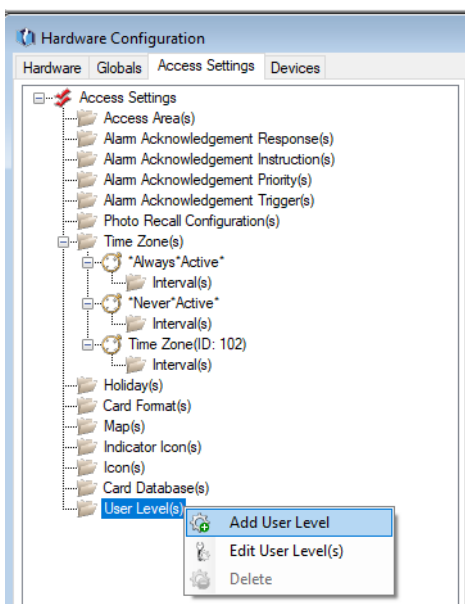 Hardware Configuration
Hardware Globals Access Settings Devices
Access Settings
Access Area(s)
Alarm Acknowledgement Response(s)
Alarm Acknowledgement Instruction(s)
Alarm Acknowledgement Priority(s)
Alarm Acknowledgement Trigger(s)
Photo Recall Configuration(s)
Time Zone(s)
*Always*Active*
Interval(s)
*Never*Active*
Interval(s)
Time Zone(ID: 102)
Interval(s)
Holiday(s)
Card Format(s)
Map(s)
Indicator Icon(s)
Icon(s)
Card Database(s)
User Level(s)
Add User Level
Edit User Level(s)
Delete